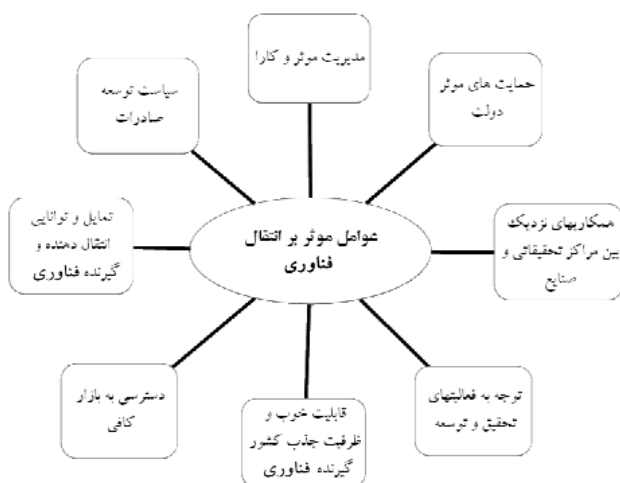 مدیریت موثر و کارا
حمایت های موثر
دولت
سیاست توسعه
صادرات
همکاریهای نزدیک
بین مراکز تحقیقاتی و
صنایع
عوامل موثر بر انتقال
فناوری
تمایل و توانایی
انتقال دهنده و
گیرنده فناوری
توجه به فعالیتهای
تحقیق و توسعه
قابلیت خوب و
ظرفیت جذب کشور
گیرنده فناوری
دسترسی به بازار
کافی